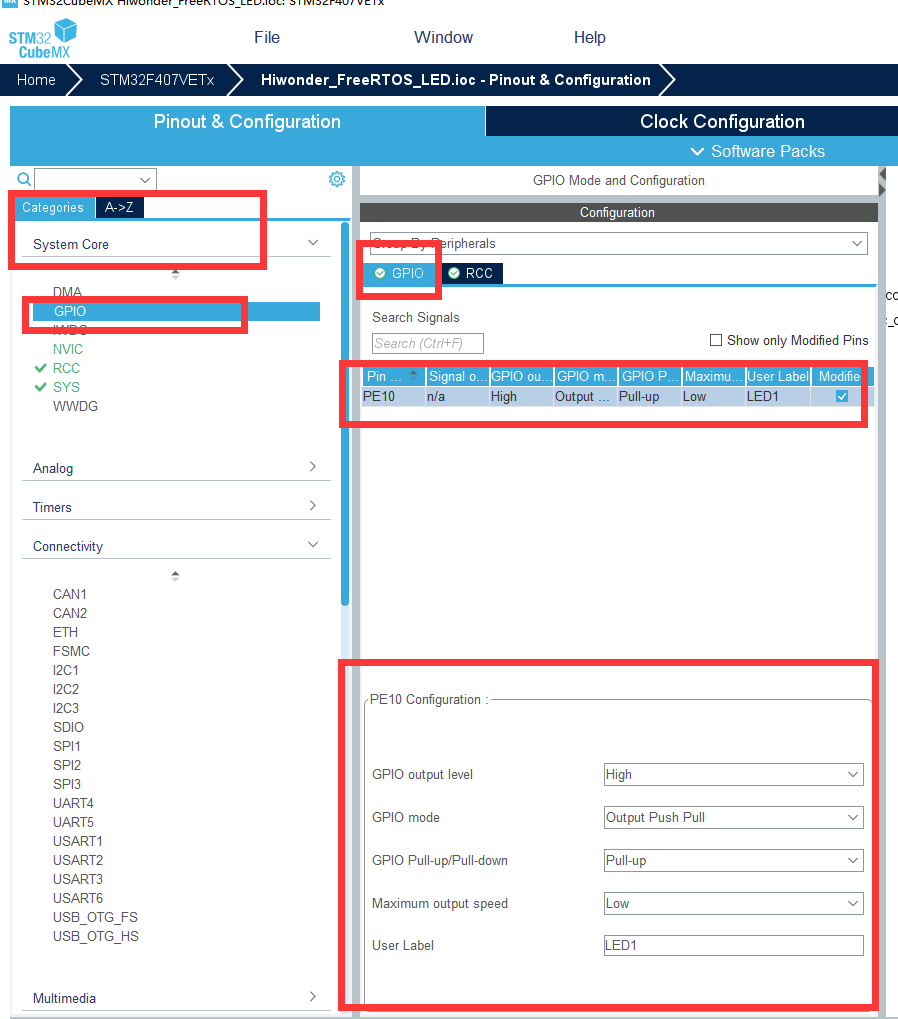 STM32CubeMX Hiwonder_FreeRTOS_LED.ioc: STM32F407VETx
STM32 CubeMX
File Window Help
Home STM32F407VETx Hiwonder_FreeRTOS_LED.ioc - Pinout & Configuration
Pinout & Configuration Clock Configuration
Software Packs
Categories A->Z
System Core
DMA
GPIO
IWDG
NVIC
RCC
SYS
WWDG
Analog
Timers
Connectivity
CAN1
CAN2
ETH
FSMC
I2C1
I2C2
I2C3
SDIO
SPI1
SPI2
SPI3
UART4
UART5
USART1
USART2
USART3
USART6
USB_OTG_FS
USB_OTG_HS
Multimedia
GPIO Mode and Configuration
Configuration
Group By Peripherals
GPIO RCC
Search Signals
Search (Ctrl+F) Show only Modified Pins
Pin ... Signal o... GPIO ou... GPIO m... GPIO P... Maximu... User Label Modified
PE10 n/a High Output ... Pull-up Low LED1
PE10 Configuration :
GPIO output level High
GPIO mode Output Push Pull
GPIO Pull-up/Pull-down Pull-up
Maximum output speed Low
User Label LED1